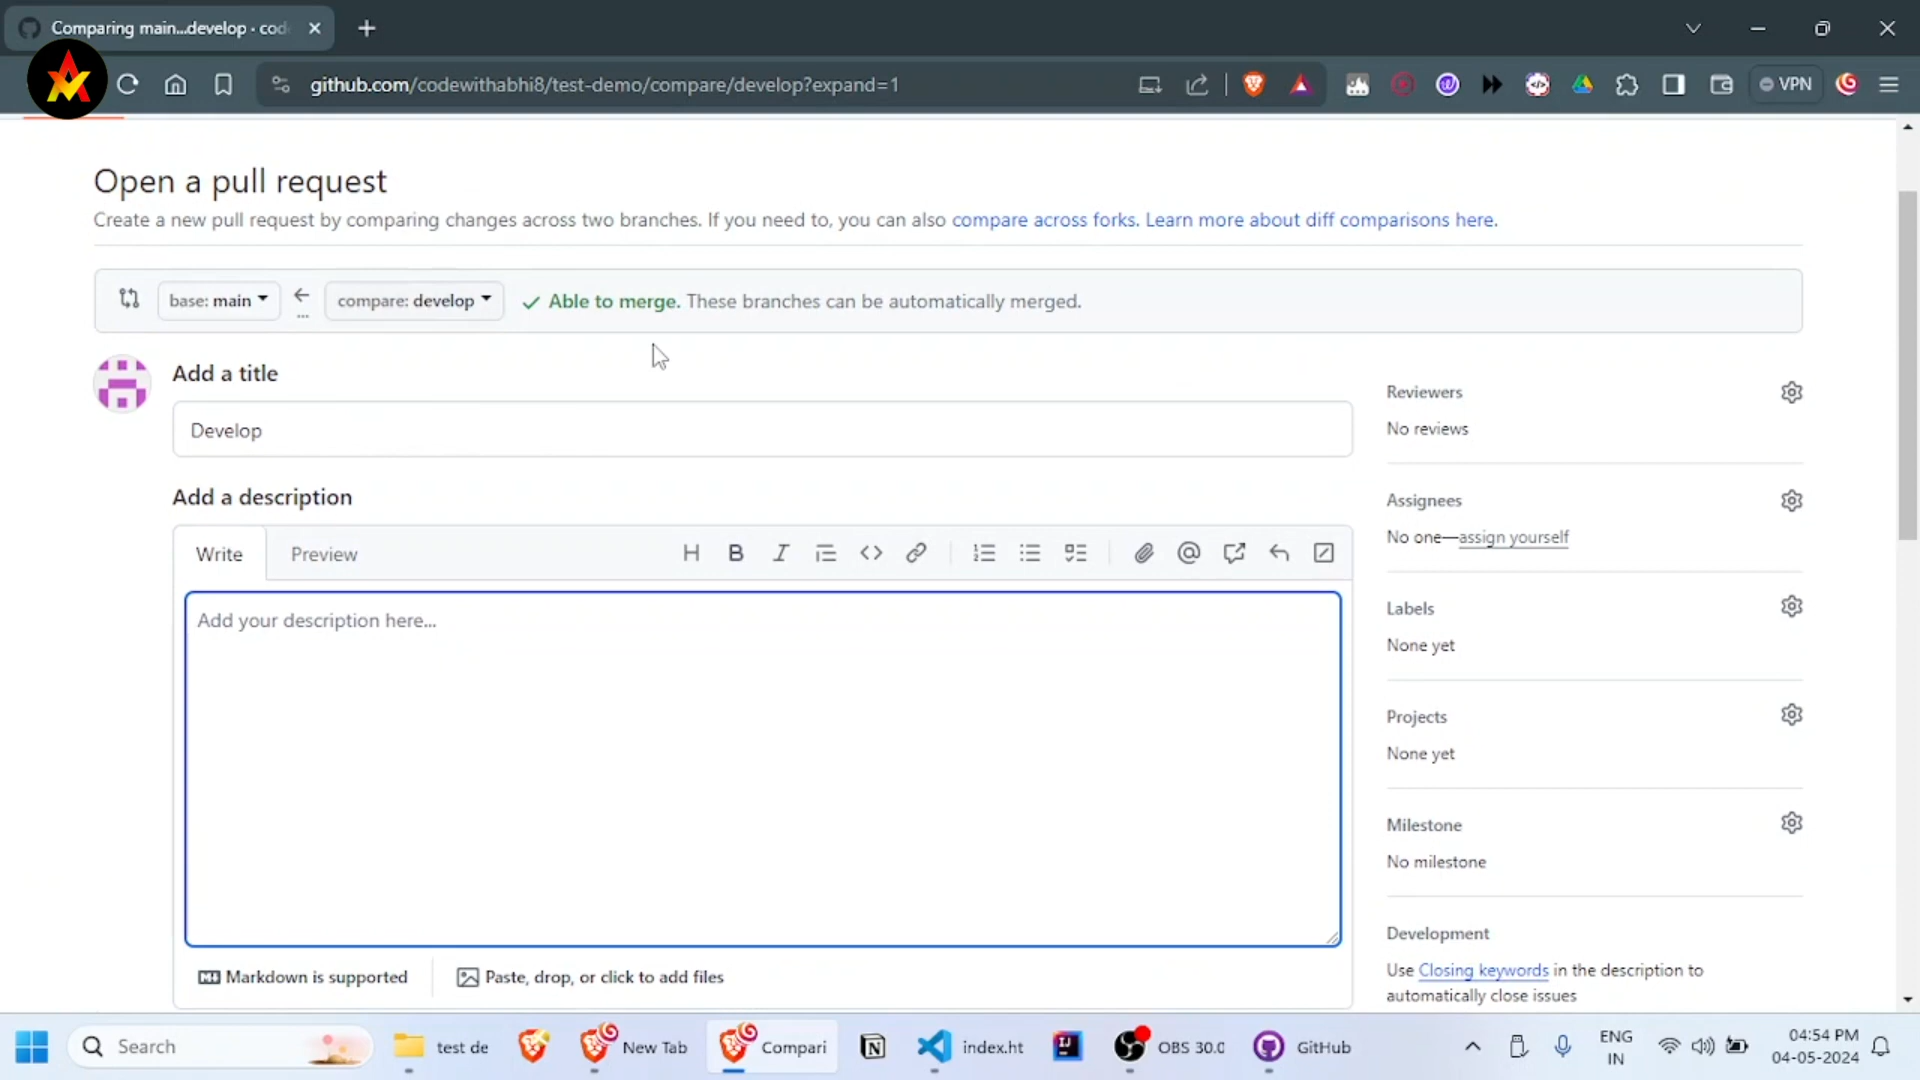 Comparing main...develop · cod
github.com/codewithabhi8/test-demo/compare/develop?expand=1
VPN
Open a pull request
Create a new pull request by comparing changes across two branches. If you need to, you can also compare across forks. Learn more about diff comparisons here.
base: main
compare: develop
Able to merge. These branches can be automatically merged.
Add a title
Develop
Add a description
Write
Preview
Add your description here...
Markdown is supported
Paste, drop, or click to add files
Reviewers
No reviews
Assignees
No one—assign yourself
Labels
None yet
Projects
None yet
Milestone
No milestone
Development
Use Closing keywords in the description to
automatically close issues
Search
test de
New Tab
Compari
index.ht
OBS 30.0
GitHub
ENG
IN
04:54 PM
04-05-2024